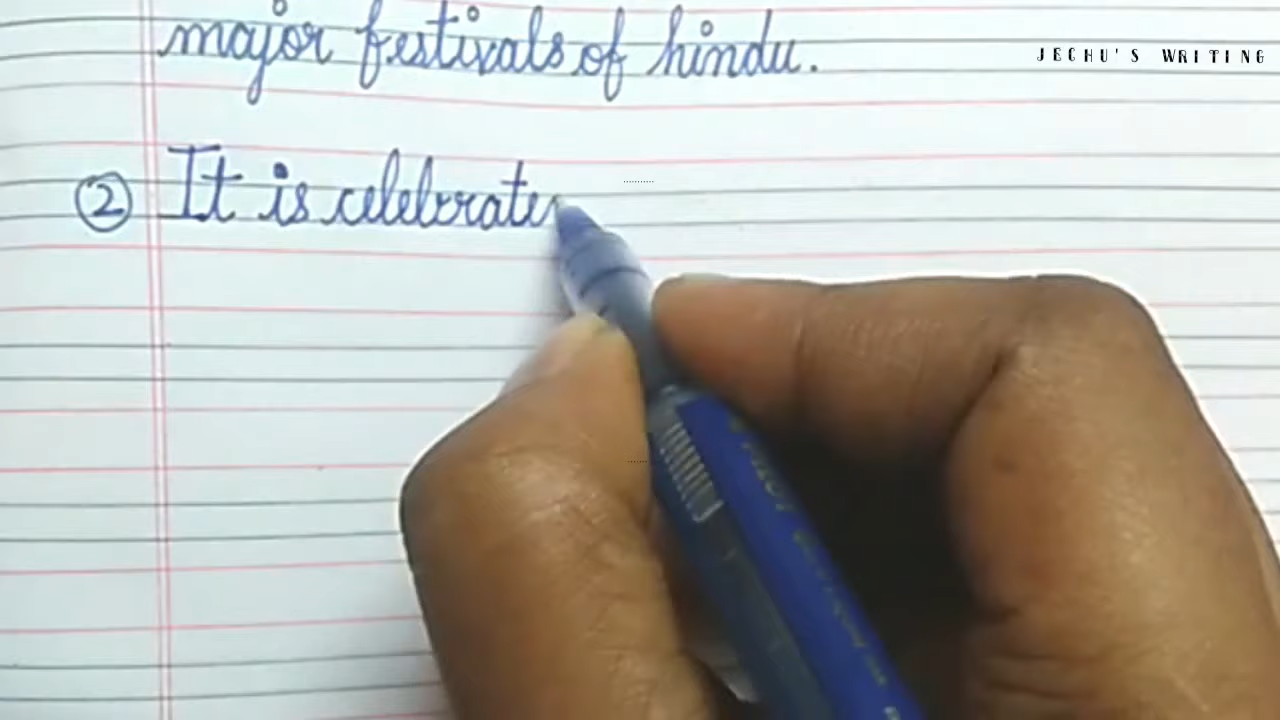 major festivals of hindu.
JECHU'S WRITING
② It is celebrate